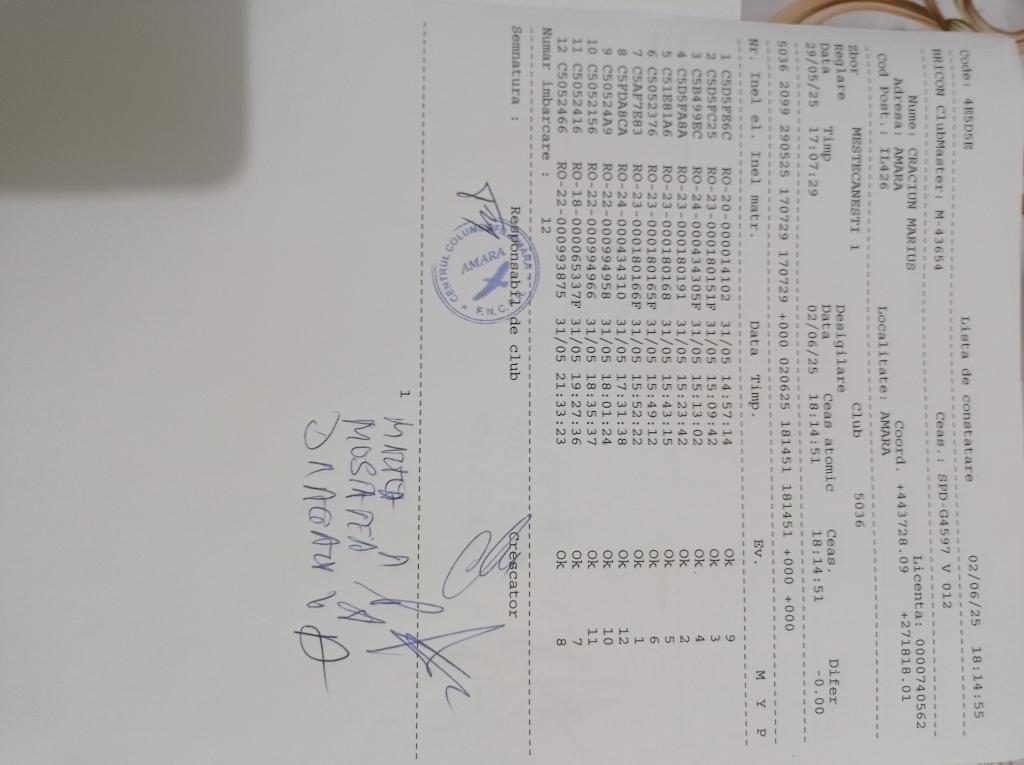 Code: 4E5D5E Lista de constatare 02/06/25 18:14:55
BRICON ClubMaster: M-43654 Ceas.: SPD-G4597 V 012
Nume: CRACIUN MARIUS Licenta: 0000740562
Adresa: AMARA Coord. +443728.09 +271818.01
Cod Post.: IL426 Localitate: AMARA
Zbor MESTECANESTI 1 Club 5036
Reglare Desigilare
Data Timp Data Ceas atomic Ceas. Difer
29/05/25 17:07:29 02/06/25 18:14:51 18:14:51 -0.00
5036 2099 290525 170729 170729 +000 020625 181451 181451 +000 +000
Nr. Inel el. Inel matr. Data Timp. Ev. M Y P
1 C5D5FE6C RO-20-000014102 31/05 14:57:14 Ok 9
2 C5D5FC25 RO-23-000180151F 31/05 15:09:42 Ok 3
3 C5B499EC RO-24-000434305F 31/05 15:13:02 Ok 4
4 C5D5FA8A RO-23-000180191 31/05 15:23:42 Ok 2
5 C51E81A6 RO-23-000180168 31/05 15:43:15 Ok 5
6 C5052376 RO-23-000180165F 31/05 15:49:12 Ok 6
7 C5AF7E83 RO-23-000180166F 31/05 15:52:22 Ok 1
8 C5FDA8CA RO-24-000434310 31/05 17:31:38 Ok 12
9 C50524A9 RO-22-000994958 31/05 18:01:24 Ok 10
10 C5052156 RO-22-000994966 31/05 18:35:37 Ok 11
11 C5052416 RO-18-000065337F 31/05 19:27:36 Ok 7
12 C5052466 RO-22-000993875 31/05 21:33:23 Ok 8
Numar imbarcare : 12
Semnatura : Responsabil de club Crescator
AMARA
F.N.C.
1